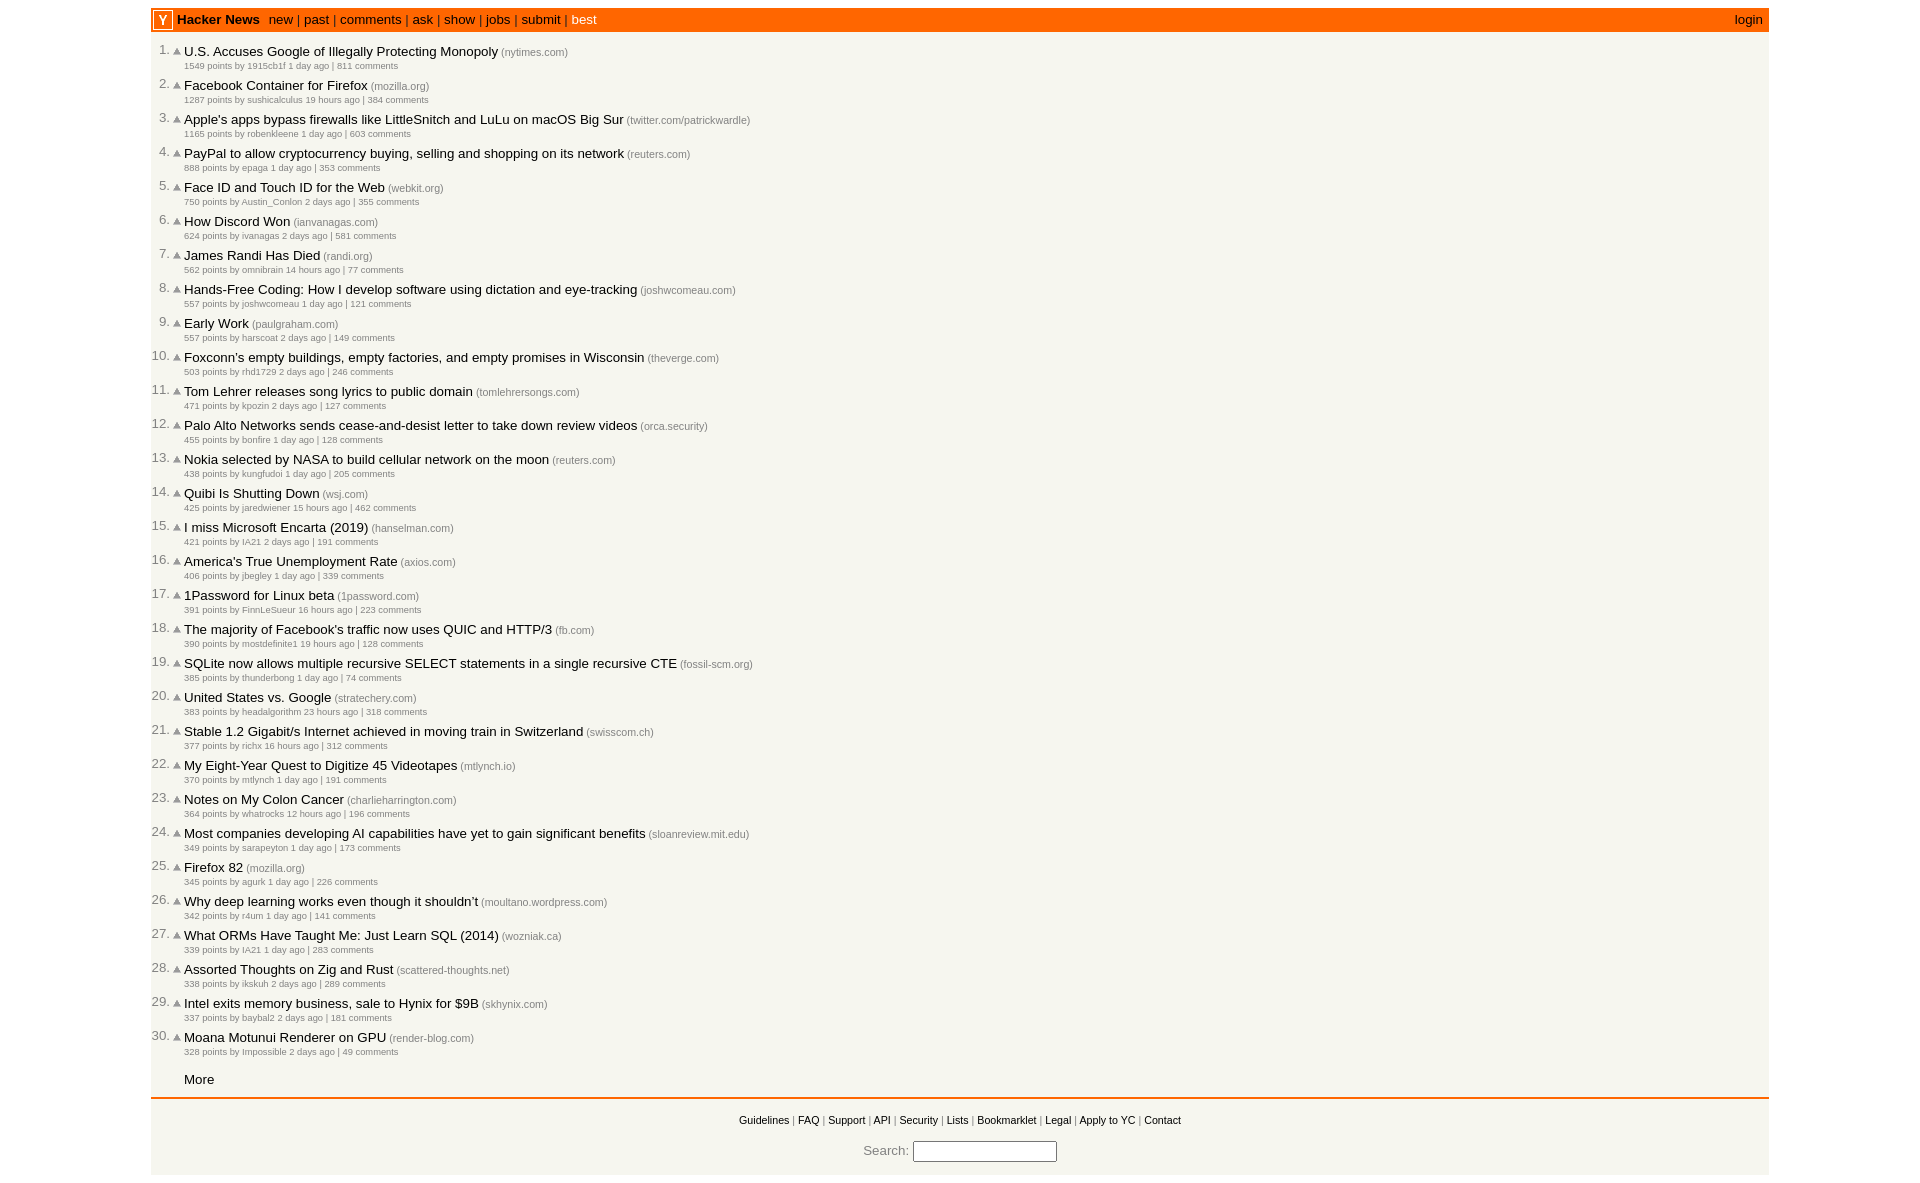 Y Hacker News new | past | comments | ask | show | jobs | submit | best login
1. U.S. Accuses Google of Illegally Protecting Monopoly (nytimes.com)
1549 points by 1915cb1f 1 day ago | 811 comments
2. Facebook Container for Firefox (mozilla.org)
1287 points by sushicalculus 19 hours ago | 384 comments
3. Apple's apps bypass firewalls like LittleSnitch and LuLu on macOS Big Sur (twitter.com/patrickwardle)
1165 points by robenkleene 1 day ago | 603 comments
4. PayPal to allow cryptocurrency buying, selling and shopping on its network (reuters.com)
888 points by epaga 1 day ago | 353 comments
5. Face ID and Touch ID for the Web (webkit.org)
750 points by Austin_Conlon 2 days ago | 355 comments
6. How Discord Won (ianvanagas.com)
624 points by ivanagas 2 days ago | 581 comments
7. James Randi Has Died (randi.org)
562 points by omnibrain 14 hours ago | 77 comments
8. Hands-Free Coding: How I develop software using dictation and eye-tracking (joshwcomeau.com)
557 points by joshwcomeau 1 day ago | 121 comments
9. Early Work (paulgraham.com)
557 points by harscoat 2 days ago | 149 comments
10. Foxconn's empty buildings, empty factories, and empty promises in Wisconsin (theverge.com)
503 points by rhd1729 2 days ago | 246 comments
11. Tom Lehrer releases song lyrics to public domain (tomlehrersongs.com)
471 points by kpozin 2 days ago | 127 comments
12. Palo Alto Networks sends cease-and-desist letter to take down review videos (orca.security)
455 points by bonfire 1 day ago | 128 comments
13. Nokia selected by NASA to build cellular network on the moon (reuters.com)
438 points by kungfudoi 1 day ago | 205 comments
14. Quibi Is Shutting Down (wsj.com)
425 points by jaredwiener 15 hours ago | 462 comments
15. I miss Microsoft Encarta (2019) (hanselman.com)
421 points by IA21 2 days ago | 191 comments
16. America's True Unemployment Rate (axios.com)
406 points by jbegley 1 day ago | 339 comments
17. 1Password for Linux beta (1password.com)
391 points by FinnLeSueur 16 hours ago | 223 comments
18. The majority of Facebook's traffic now uses QUIC and HTTP/3 (fb.com)
390 points by mostdefinite1 19 hours ago | 128 comments
19. SQLite now allows multiple recursive SELECT statements in a single recursive CTE (fossil-scm.org)
385 points by thunderbong 1 day ago | 74 comments
20. United States vs. Google (stratechery.com)
383 points by headalgorithm 23 hours ago | 318 comments
21. Stable 1.2 Gigabit/s Internet achieved in moving train in Switzerland (swisscom.ch)
377 points by richx 16 hours ago | 312 comments
22. My Eight-Year Quest to Digitize 45 Videotapes (mtlynch.io)
370 points by mtlynch 1 day ago | 191 comments
23. Notes on My Colon Cancer (charlieharrington.com)
364 points by whatrocks 12 hours ago | 196 comments
24. Most companies developing AI capabilities have yet to gain significant benefits (sloanreview.mit.edu)
349 points by sarapeyton 1 day ago | 173 comments
25. Firefox 82 (mozilla.org)
345 points by agurk 1 day ago | 226 comments
26. Why deep learning works even though it shouldn't (moultano.wordpress.com)
342 points by r4um 1 day ago | 141 comments
27. What ORMs Have Taught Me: Just Learn SQL (2014) (wozniak.ca)
339 points by IA21 1 day ago | 283 comments
28. Assorted Thoughts on Zig and Rust (scattered-thoughts.net)
338 points by ikskuh 2 days ago | 289 comments
29. Intel exits memory business, sale to Hynix for $9B (skhynix.com)
337 points by baybal2 2 days ago | 181 comments
30. Moana Motunui Renderer on GPU (render-blog.com)
328 points by Impossible 2 days ago | 49 comments
More
Guidelines | FAQ | Support | API | Security | Lists | Bookmarklet | Legal | Apply to YC | Contact
Search: